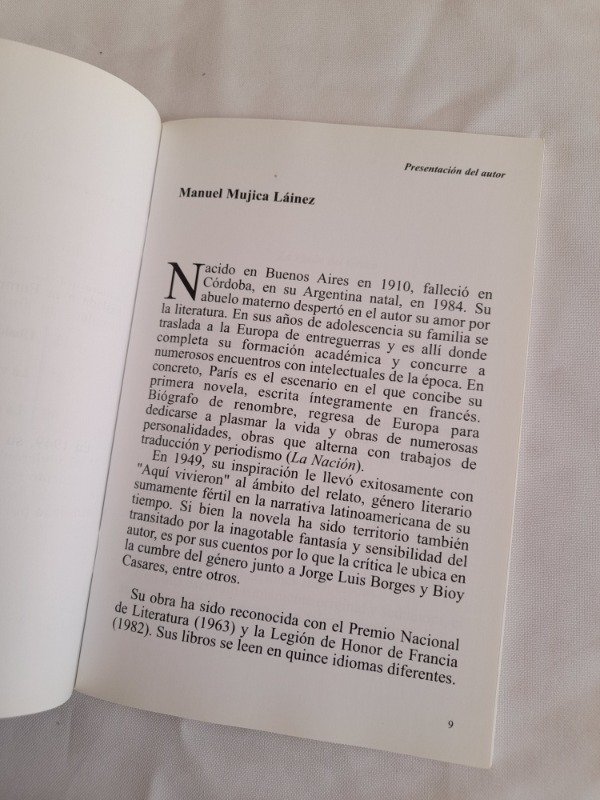 Presentación del autor
Manuel Mujica Láinez
Nacido en Buenos Aires en 1910, falleció en
Córdoba, en su Argentina natal, en 1984. Su
abuelo materno despertó en el autor su amor por
la literatura. En sus años de adolescencia su familia se
traslada a la Europa de entreguerras y es allí donde
completa su formación académica y concurre a
numerosos encuentros con intelectuales de la época. En
concreto, París es el escenario en el que concibe su
primera novela, escrita íntegramente en francés.
Biógrafo de renombre, regresa de Europa para
dedicarse a plasmar la vida y obras de numerosas
personalidades, obras que alterna con trabajos de
traducción y periodismo (La Nación).
En 1949, su inspiración le llevó exitosamente con
"Aquí vivieron" al ámbito del relato, género literario
sumamente fértil en la narrativa latinoamericana de su
tiempo. Si bien la novela ha sido territorio también
transitado por la inagotable fantasía y sensibilidad del
autor, es por sus cuentos por lo que la crítica le ubica en
la cumbre del género junto a Jorge Luis Borges y Bioy
Casares, entre otros.
Su obra ha sido reconocida con el Premio Nacional
de Literatura (1963) y la Legión de Honor de Francia
(1982). Sus libros se leen en quince idiomas diferentes.
9